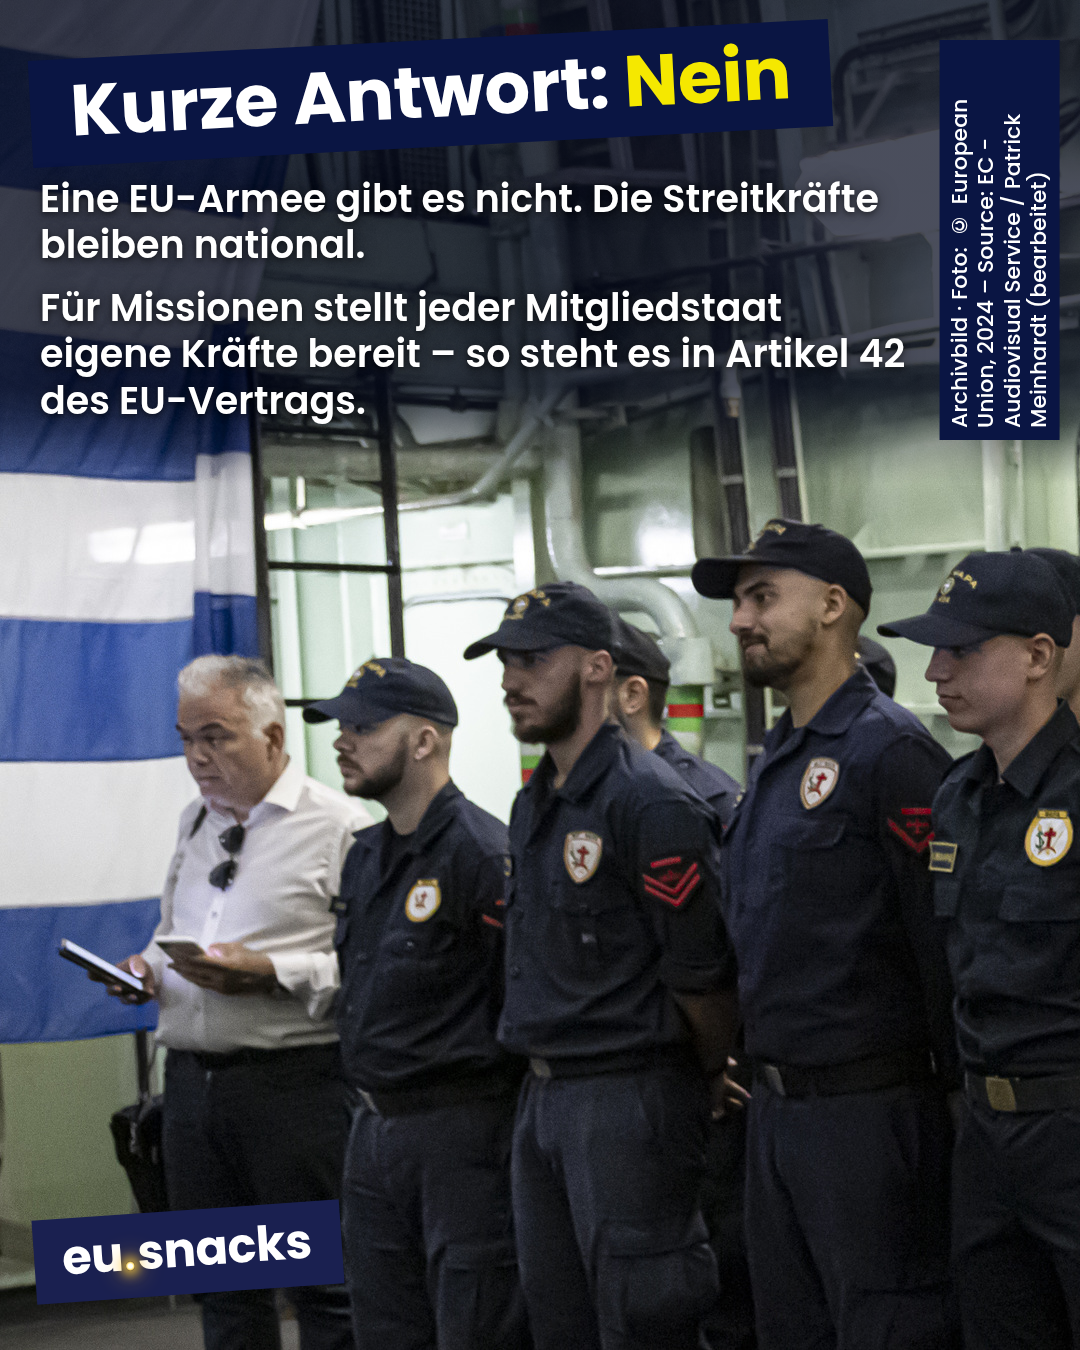 Kurze Antwort: Nein
Eine EU-Armee gibt es nicht. Die Streitkräfte
bleiben national.
Für Missionen stellt jeder Mitgliedstaat
eigene Kräfte bereit – so steht es in Artikel 42
des EU-Vertrags.
Archivbild · Foto: © European
Union, 2024 – Source: EC -
Audiovisual Service / Patrick
Meinhardt (bearbeitet)
eu.snacks